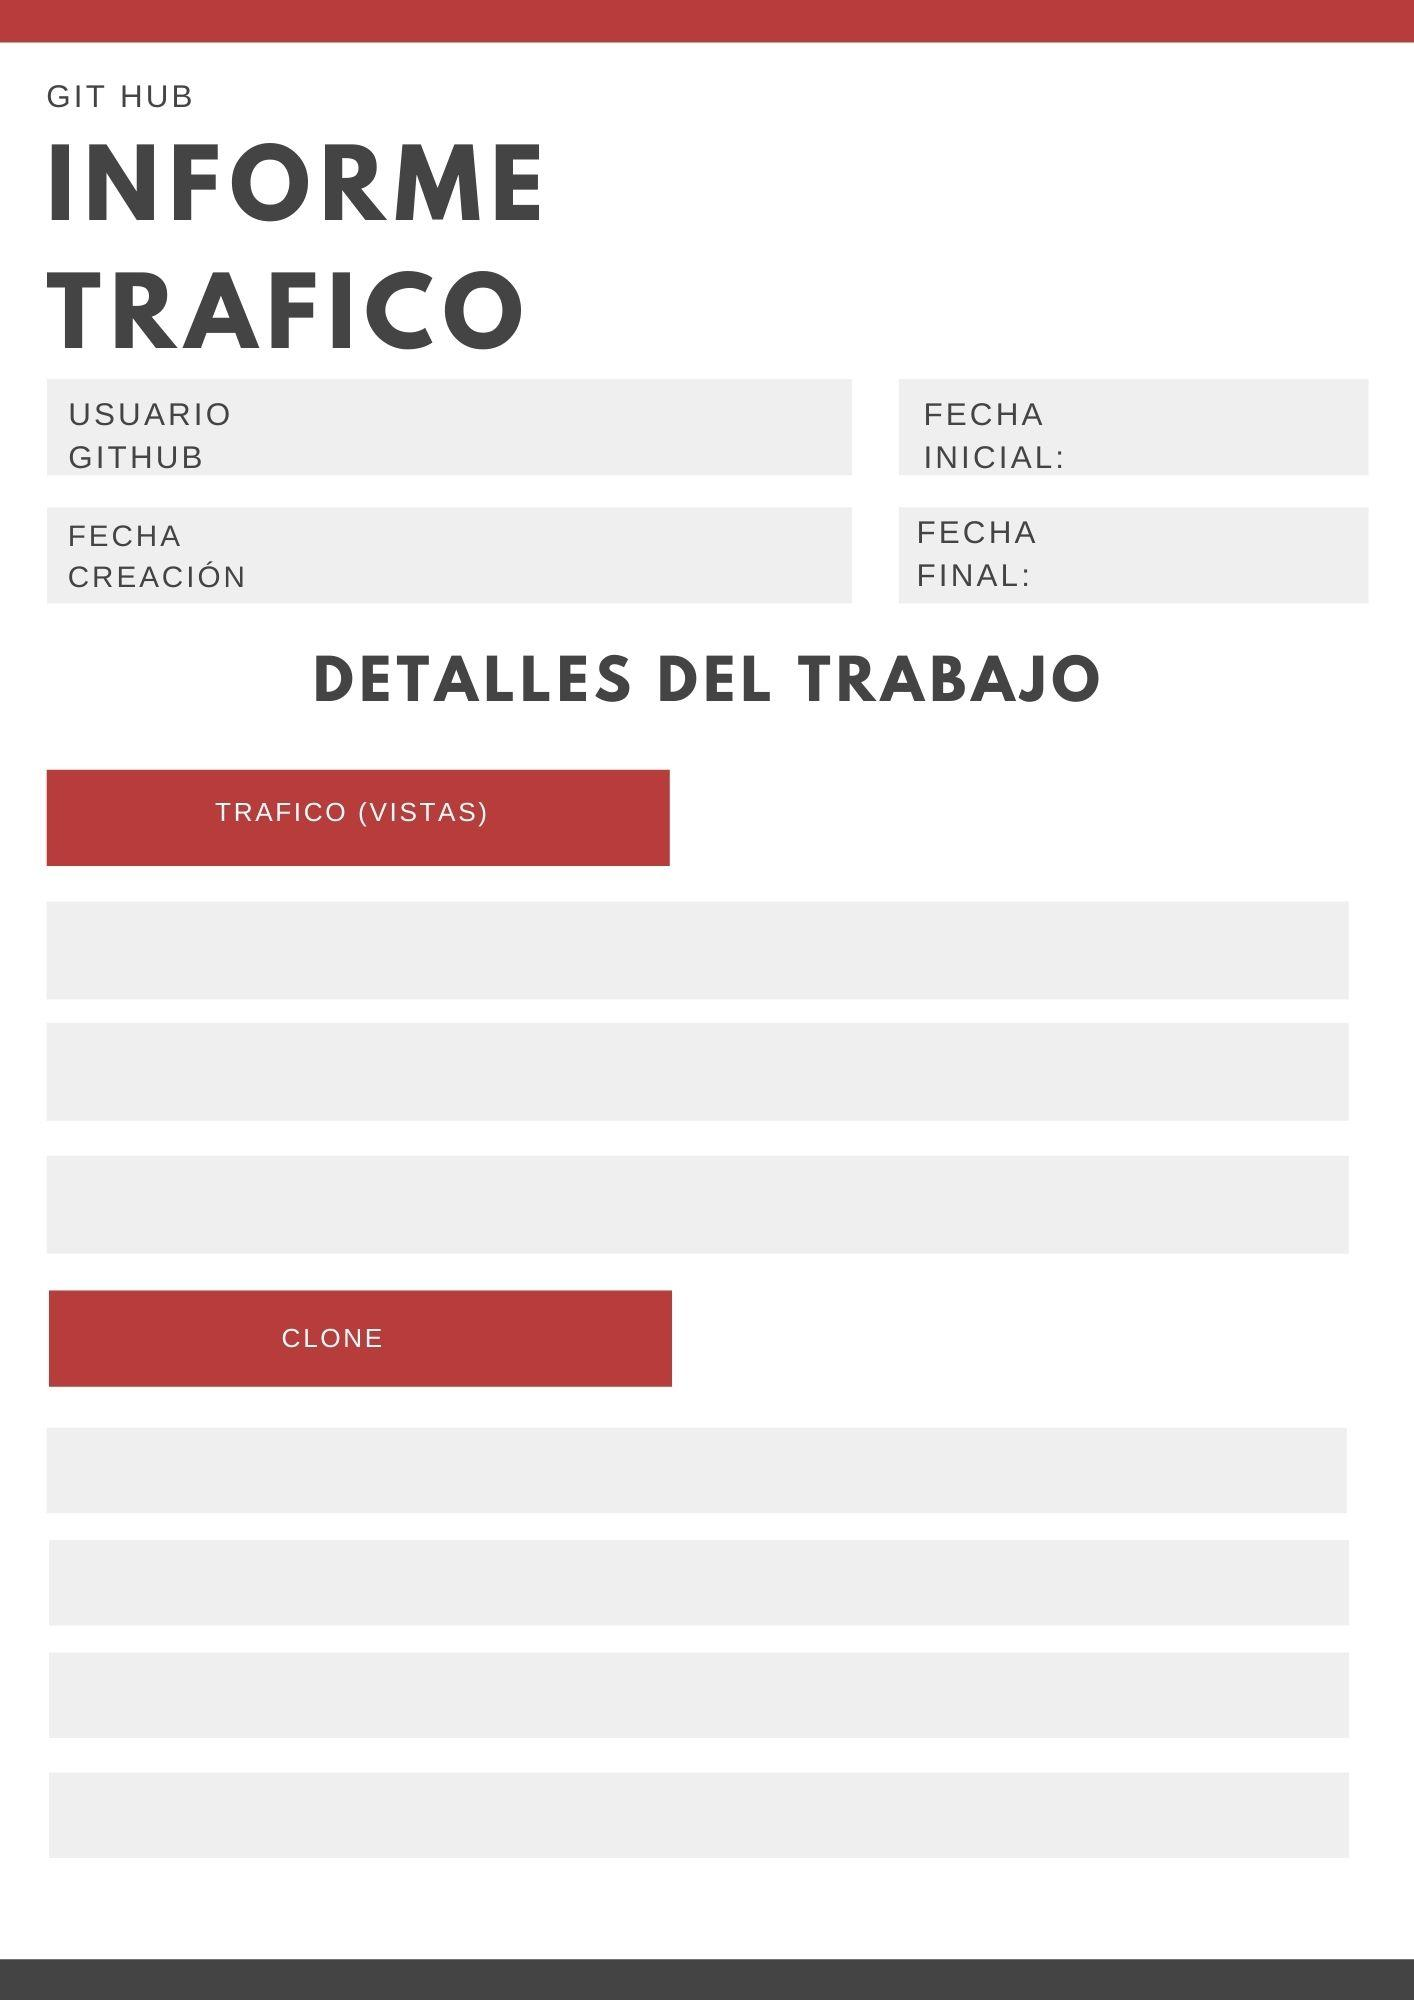 GIT HUB
INFORME
TRAFICO
USUARIO
GITHUB
FECHA
INICIAL:
FECHA
CREACIÓN
FECHA
FINAL:
DETALLES DEL TRABAJO
TRAFICO (VISTAS)
CLONE